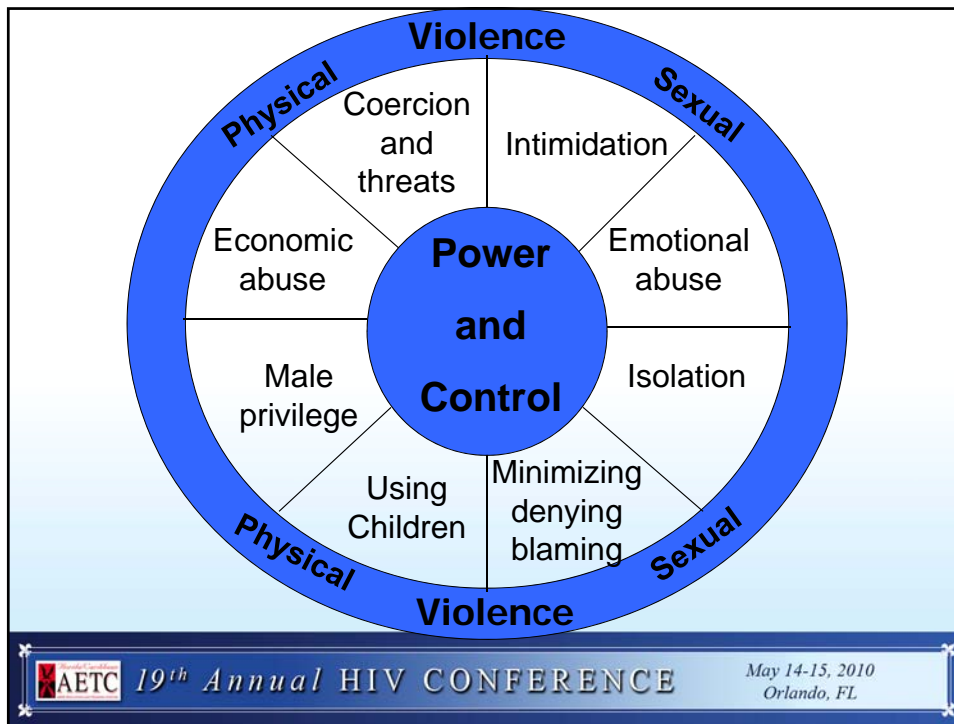 Violence
Physical
Sexual
Coercion
and
threats
Intimidation
Economic
abuse
Emotional
abuse
Power
and
Control
Male
privilege
Isolation
Using
Children
Minimizing
denying
blaming
Physical
Sexual
Violence
AETC
19th Annual HIV CONFERENCE
May 14-15, 2010
Orlando, FL